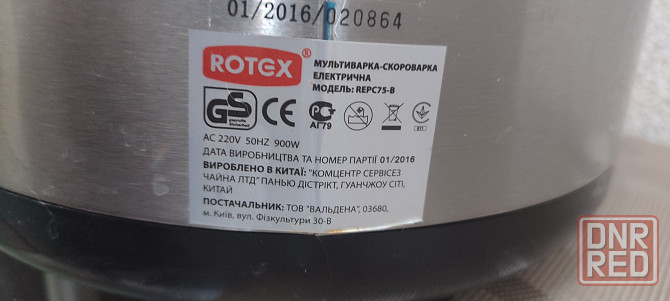 01/2016/020864
ROTEX®
МУЛЬТИВАРКА-СКОРОВАРКА
ЕЛЕКТРИЧНА
МОДЕЛЬ: REPC75-B
GS
CE
АГ79
AC 220V 50HZ 900W
ДАТА ВИРОБНИЦТВА ТА НОМЕР ПАРТІЇ 01/2016
ВИРОБЛЕНО В КИТАЇ: "КОМЦЕНТР СЕРВІСЕЗ
ЧАЙНА ЛТД" ПАНЬЮ ДІСТРІКТ, ГУАНЧЖОУ СІТІ,
КИТАЙ
ПОСТАЧАЛЬНИК: ТОВ "ВАЛЬДЕНА", 03680,
м. Київ, вул. Фізкультури 30-В
DNR
RED